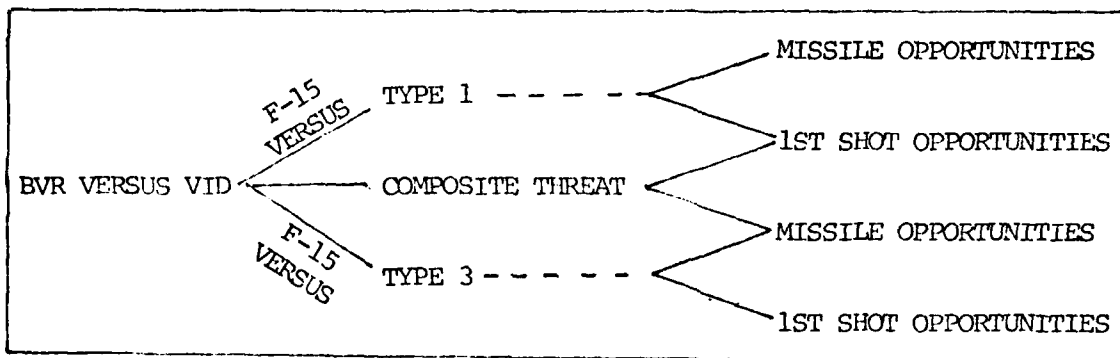 MISSILE OPPORTUNITIES
F-15
VERSUS
TYPE 1
1ST SHOT OPPORTUNITIES
BVR VERSUS VID
COMPOSITE THREAT
MISSILE OPPORTUNITIES
F-15
VERSUS
TYPE 3
1ST SHOT OPPORTUNITIES